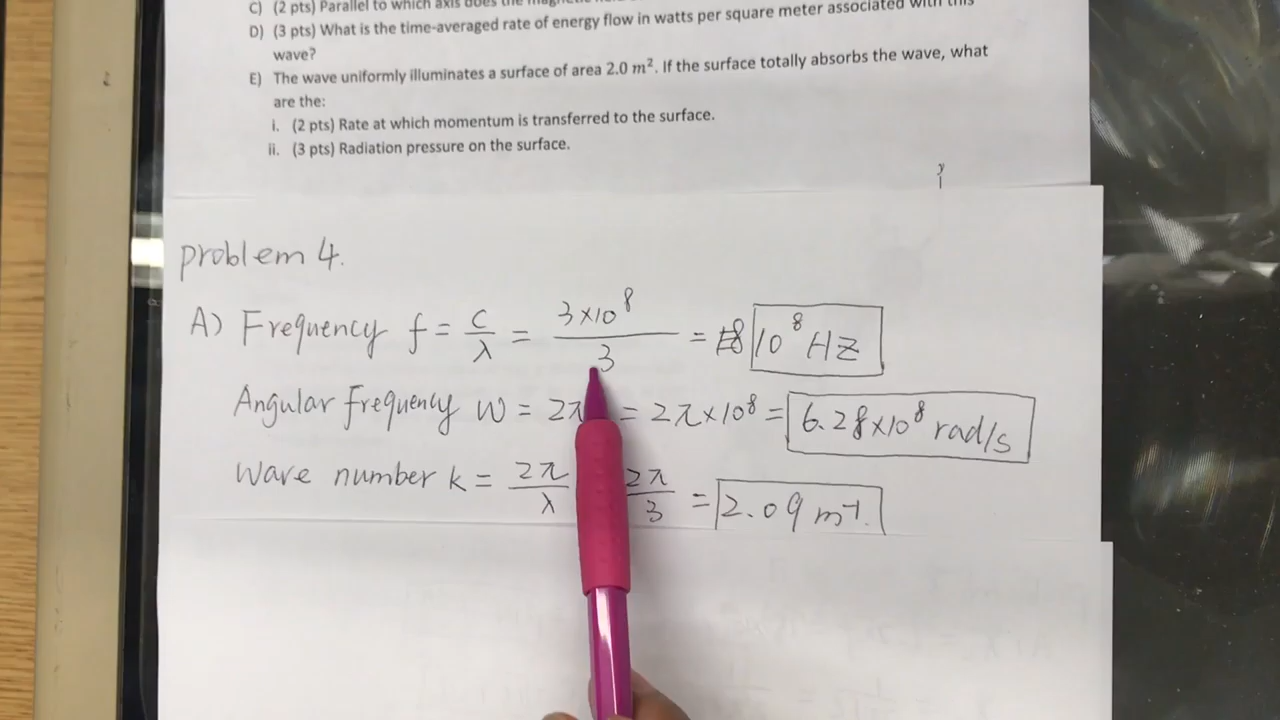 C) (2 pts) Parallel to which axis does the
D) (3 pts) What is the time-averaged rate of energy flow in watts per square meter associated with this
wave?
E) The wave uniformly illuminates a surface of area 2.0 m². If the surface totally absorbs the wave, what
are the:
i. (2 pts) Rate at which momentum is transferred to the surface.
ii. (3 pts) Radiation pressure on the surface.
y
problem 4.
A) Frequency f = c/λ = 3×10⁸/3 = 10⁸ HZ
Angular frequency W = 2π = 2π×10⁸ = 6.28×10⁸ rad/s
Wave number k = 2π/λ 2π/3 = 2.09 m⁻¹.